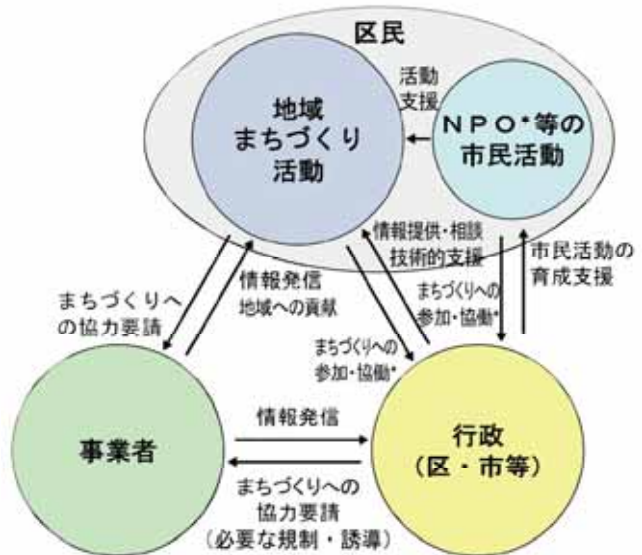 区民
地域
まちづくり
活動
活動
支援
NPO*等の
市民活動
情報提供・相談
技術的支援
市民活動の
育成支援
まちづくりへの
参加・協働*
情報発信
地域への貢献
まちづくりへ
の協力要請
まちづくりへの
参加・協働*
事業者
情報発信
行政
(区・市等)
まちづくりへの
協力要請
(必要な規制・誘導)